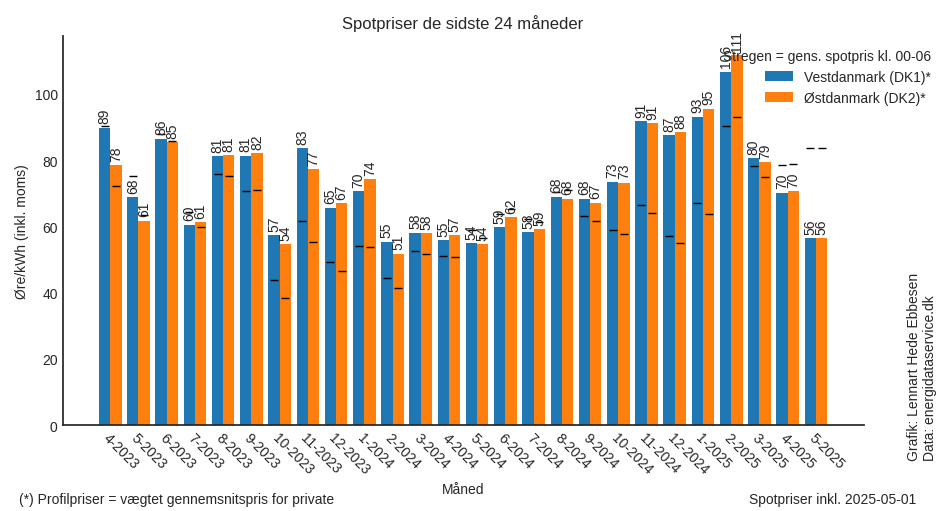 Spotpriser de sidste 24 måneder
Stregen = gens. spotpris kl. 00-06
Vestdanmark (DK1)*
Østdanmark (DK2)*
Øre/kWh (inkl. moms)
100
80
60
40
20
0
89 78 68 61 86 85 60 61 81 81 81 82 57 54 83 77 65 67 70 74 55 51 58 58 55 57 54 54 59 62 58 59 68 68 68 67 73 73 91 91 87 88 93 95 106 111 80 79 70 70 56 56
4-2023 5-2023 6-2023 7-2023 8-2023 9-2023 10-2023 11-2023 12-2023 1-2024 2-2024 3-2024 4-2024 5-2024 6-2024 7-2024 8-2024 9-2024 10-2024 11-2024 12-2024 1-2025 2-2025 3-2025 4-2025 5-2025
Måned
(*) Profilpriser = vægtet gennemsnitspris for private
Spotpriser inkl. 2025-05-01
Grafik: Lennart Hede Ebbesen
Data: energidataservice.dk